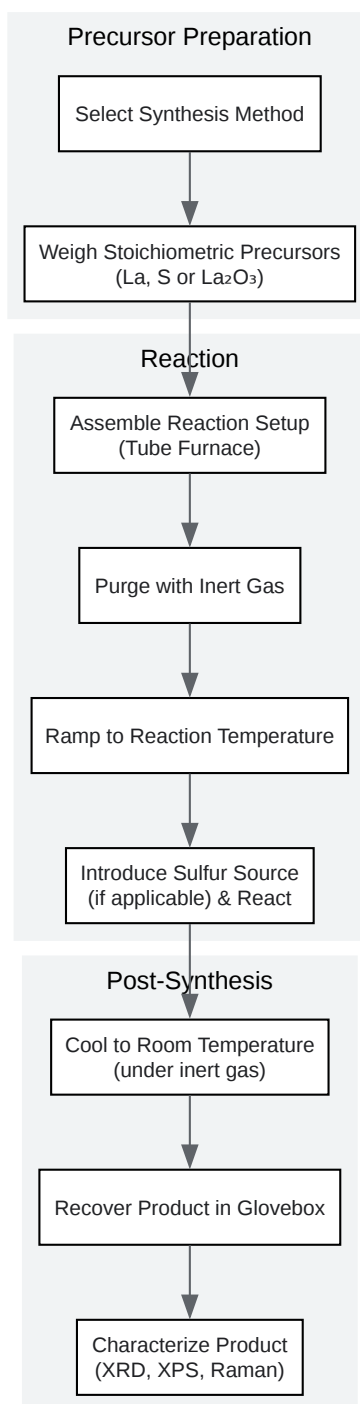 Precursor Preparation
Select Synthesis Method
Weigh Stoichiometric Precursors
(La, S or La₂O₃)
Reaction
Assemble Reaction Setup
(Tube Furnace)
Purge with Inert Gas
Ramp to Reaction Temperature
Introduce Sulfur Source
(if applicable) & React
Post-Synthesis
Cool to Room Temperature
(under inert gas)
Recover Product in Glovebox
Characterize Product
(XRD, XPS, Raman)